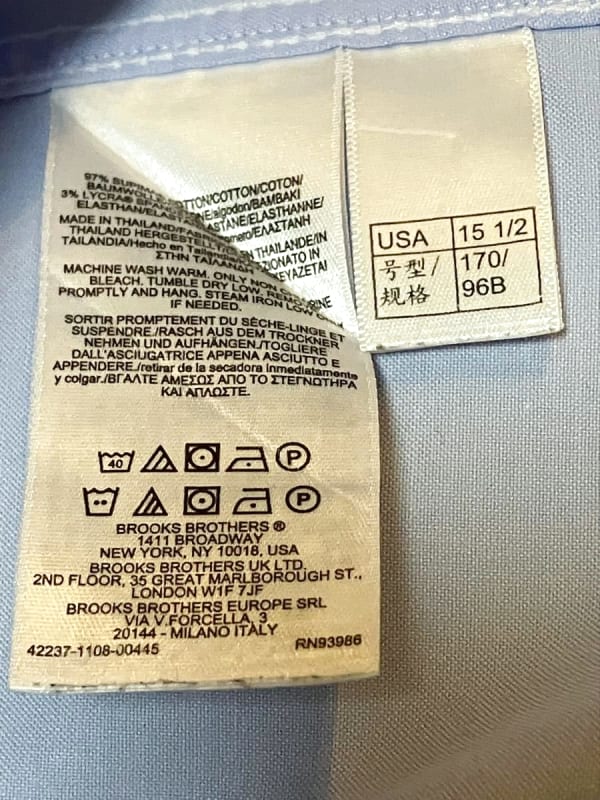 97% SUPIMA COTTON/COTTON/COTON/
BAUMWOLLE
3% LYCRA® algodon/BAMBAKI
ELASTHAN/ELASTANE/ELASTHANNE/
ΕΛΑΣΤΑΝΗ
MADE IN THAILAND
THAILAND HERGESTELLT THAILANDE/IN
TAILANDIA/Hecho en
ΣΤΗΝ
MACHINE WASH WARM. ONLY NON
BLEACH. TUMBLE DRY LOW.
PROMPTLY AND HANG. STEAM IRON LOW
IF NEEDED.
SORTIR PROMPTEMENT DU SÈCHE-LINGE ET
SUSPENDRE./RASCH AUS DEM TROCKNER
NEHMEN UND AUFHÄNGEN./TOGLIERE
DALL'ASCIUGATRICE APPENA ASCIUTTO E
APPENDERE./retirar de la secadora inmediatamente
y colgar./ΒΓΑΛΤΕ ΑΜΕΣΩΣ ΑΠΟ ΤΟ ΣΤΕΓΝΩΤΗΡΑ
ΚΑΙ ΑΠΛΩΣΤΕ.
40 P
P
BROOKS BROTHERS ®
1411 BROADWAY
NEW YORK, NY 10018, USA
BROOKS BROTHERS UK LTD.
2ND FLOOR, 35 GREAT MARLBOROUGH ST.,
LONDON W1F 7JF
BROOKS BROTHERS EUROPE SRL
VIA V.FORCELLA, 3
20144 - MILANO ITALY
42237-1108-00445 RN93986
USA 15 1/2
号型/ 170/
规格 96B